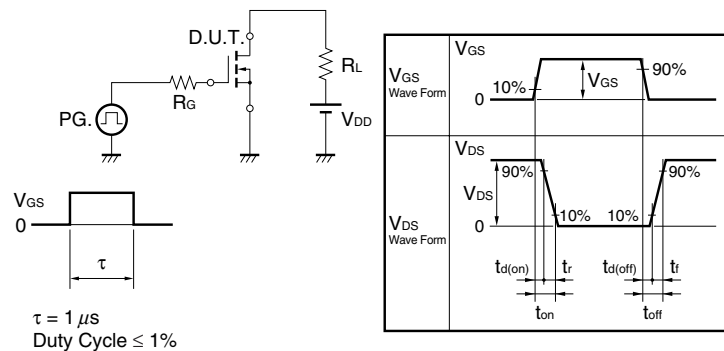 D.U.T.
RL
RG
PG.
VDD
VGS
0
τ
τ = 1 μs
Duty Cycle ≤ 1%
VGS
Wave Form
VGS
10%
VGS
90%
0
VDS
Wave Form
VDS
90%
VDS
90%
10%
10%
0
td(on)
tr
td(off)
tf
ton
toff